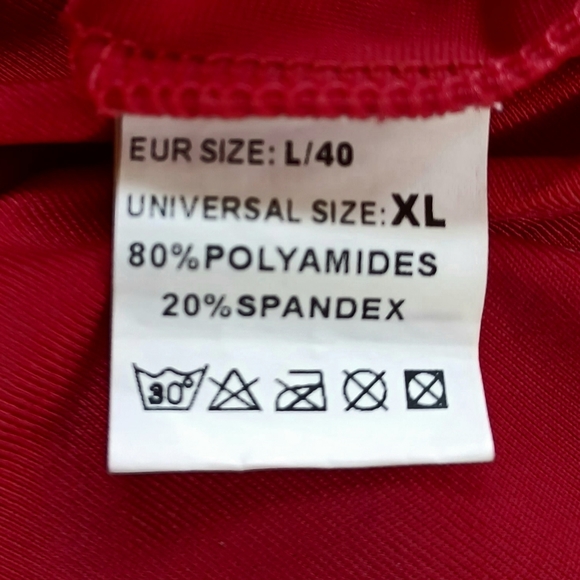 EUR SIZE: L/40
UNIVERSAL SIZE: XL
80%POLYAMIDES
20%SPANDEX
30°